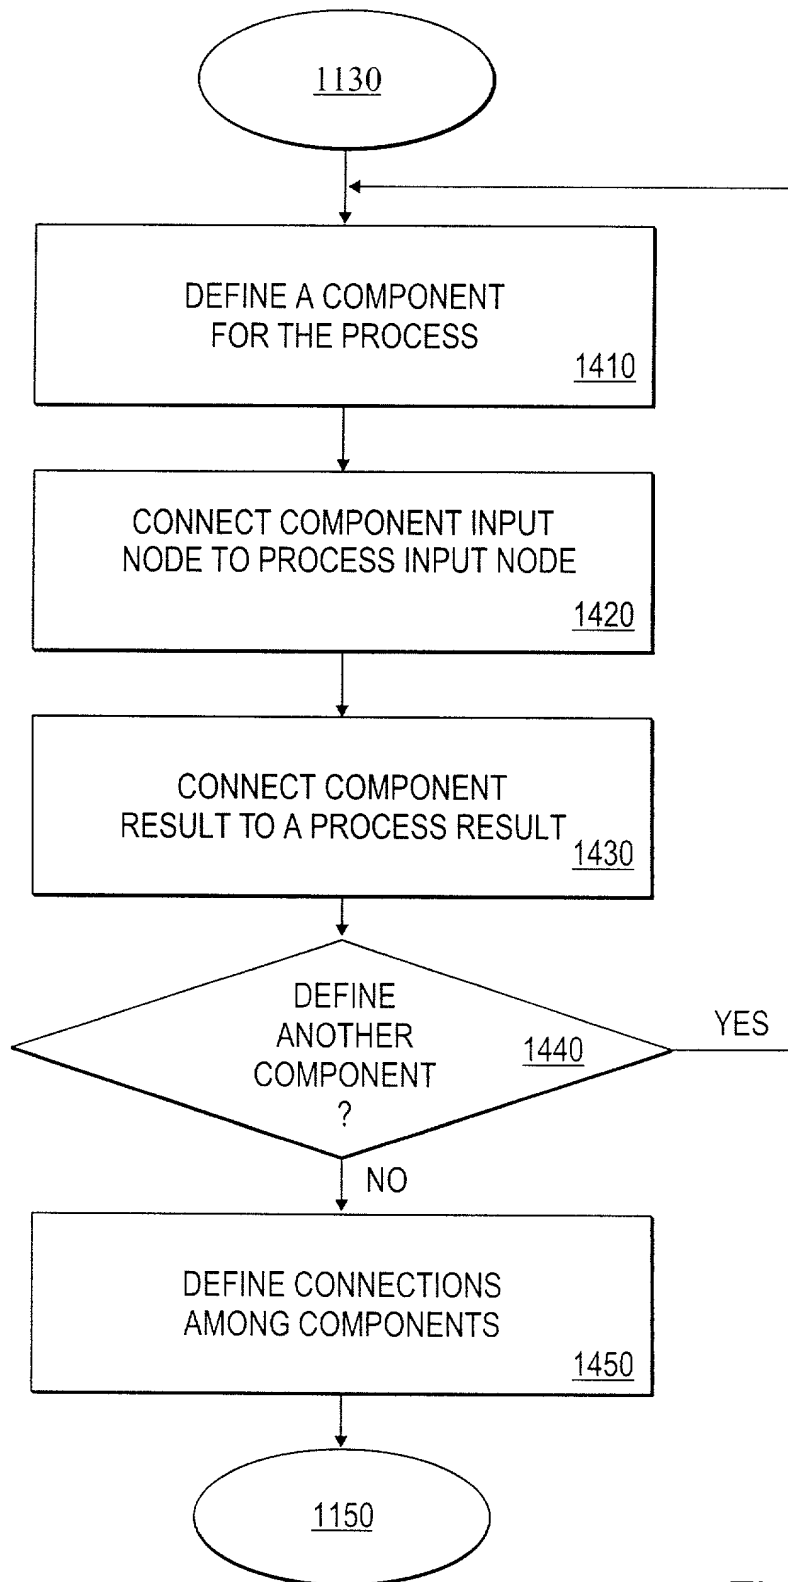 1130
DEFINE A COMPONENT
FOR THE PROCESS
1410
CONNECT COMPONENT INPUT
NODE TO PROCESS INPUT NODE
1420
CONNECT COMPONENT
RESULT TO A PROCESS RESULT
1430
DEFINE
ANOTHER
COMPONENT
?
1440
YES
NO
DEFINE CONNECTIONS
AMONG COMPONENTS
1450
1150